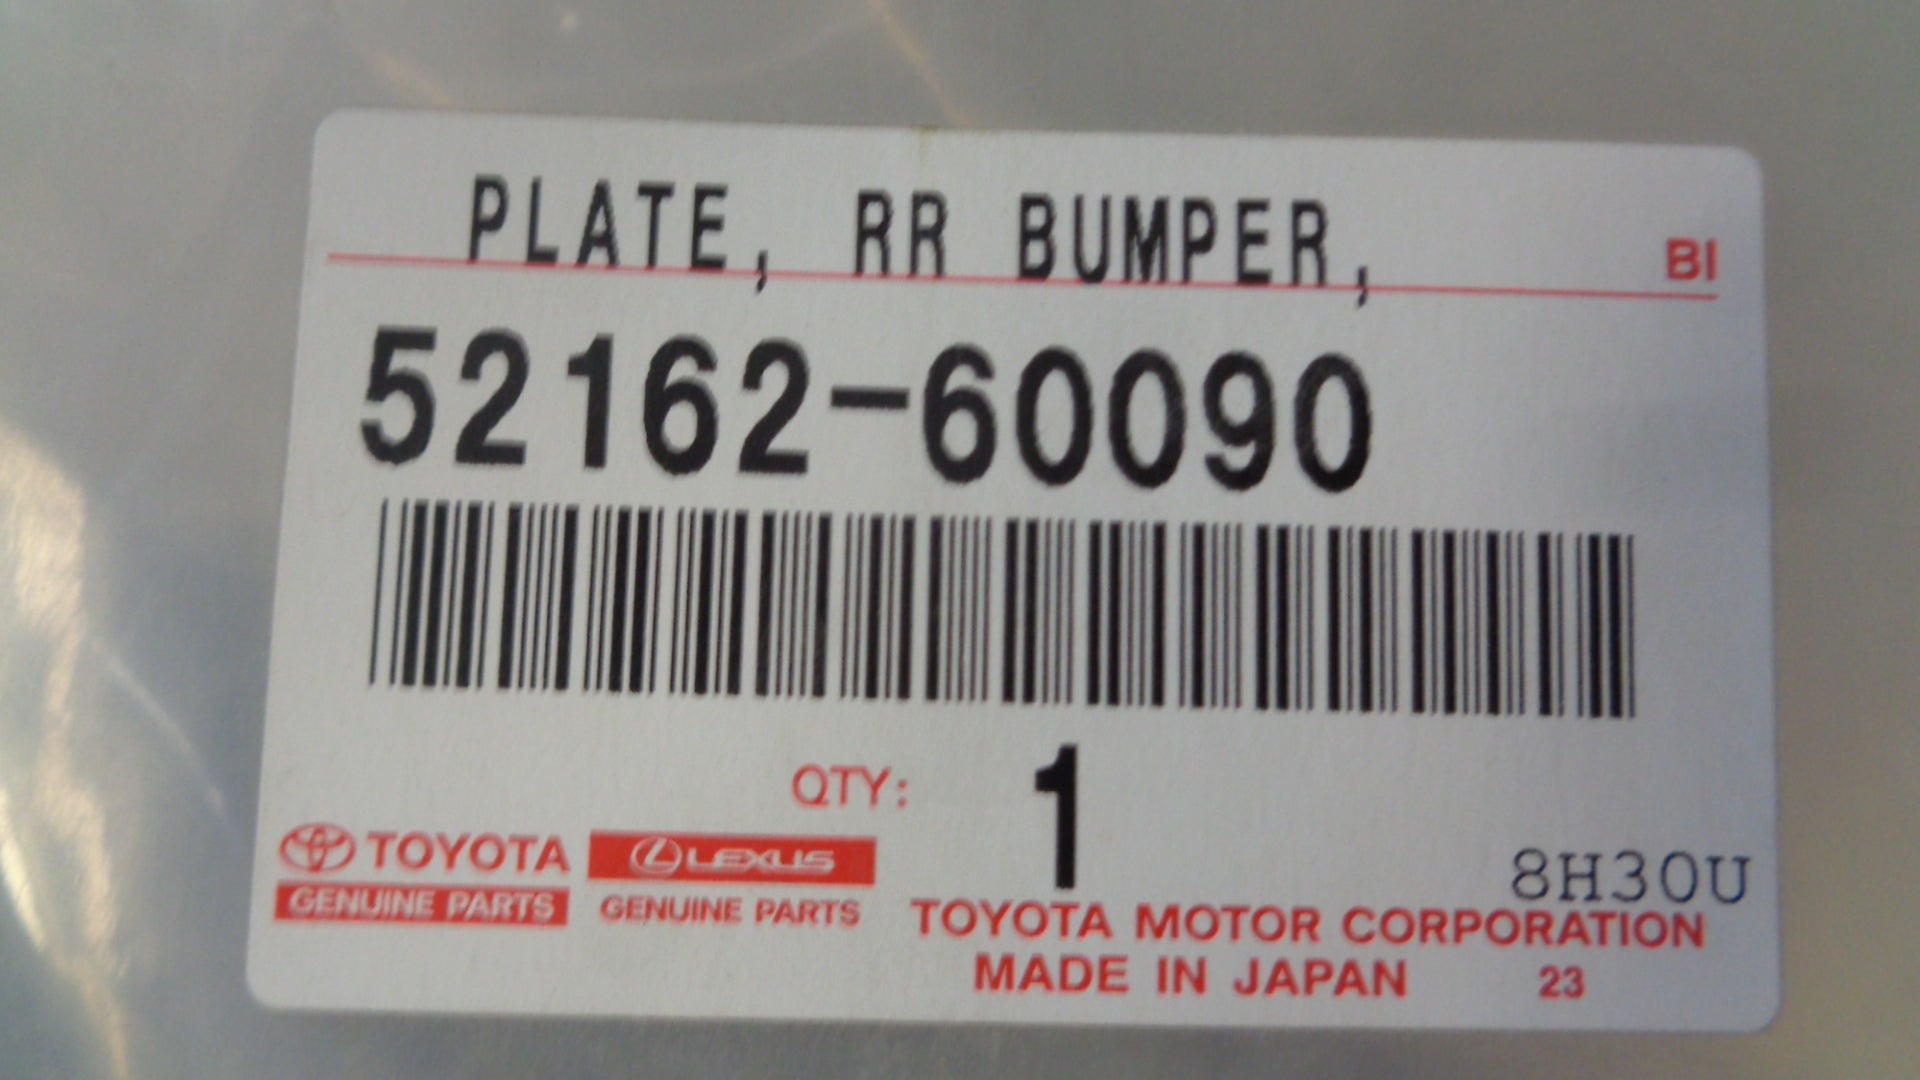 PLATE, RR BUMPER,
BI
52162-60090
QTY: 1
TOYOTA
GENUINE PARTS
LEXUS
GENUINE PARTS
8H30U
TOYOTA MOTOR CORPORATION
MADE IN JAPAN 23